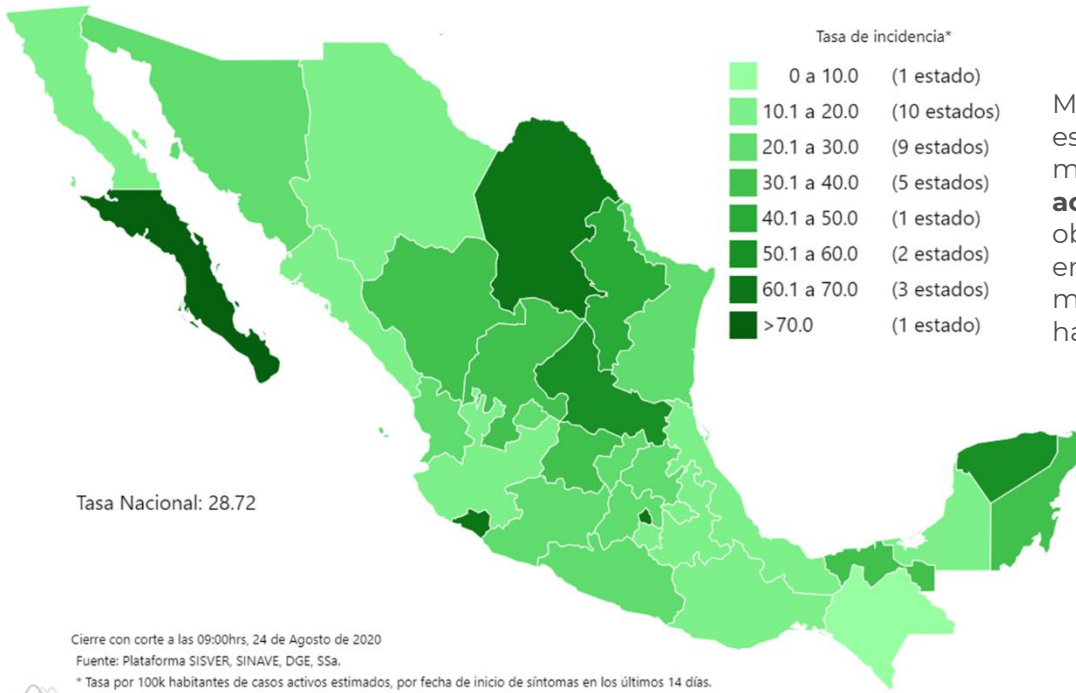 Tasa de incidencia*
0 a 10.0 (1 estado)
10.1 a 20.0 (10 estados)
20.1 a 30.0 (9 estados)
30.1 a 40.0 (5 estados)
40.1 a 50.0 (1 estado)
50.1 a 60.0 (2 estados)
60.1 a 70.0 (3 estados)
>70.0 (1 estado)
Tasa Nacional: 28.72
Cierre con corte a las 09:00hrs, 24 de Agosto de 2020
Fuente: Plataforma SISVER, SINAVE, DGE, SSa.
* Tasa por 100k habitantes de casos activos estimados, por fecha de inicio de síntomas en los últimos 14 días.